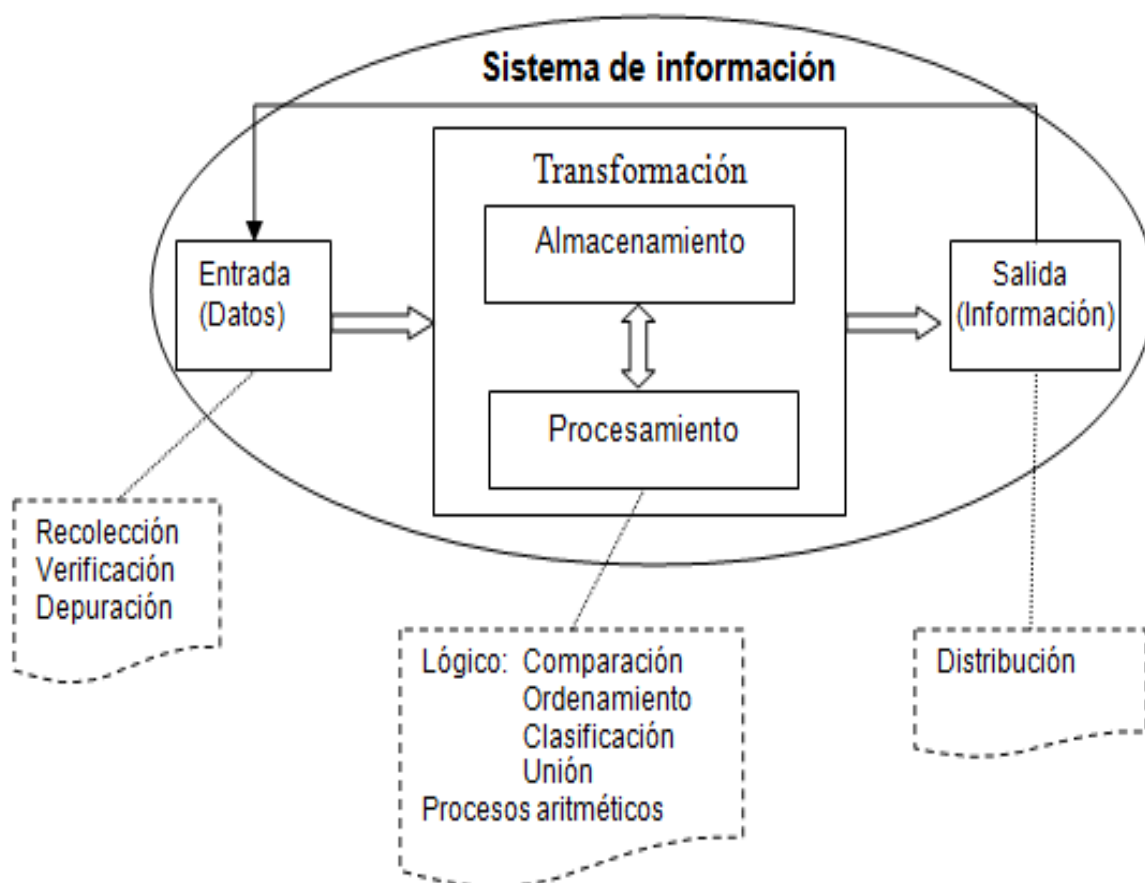 Sistema de información
Transformación
Almacenamiento
Entrada
(Datos)
Salida
(Información)
Procesamiento
Recolección
Verificación
Depuración
Lógico: Comparación
Ordenamiento
Clasificación
Unión
Procesos aritméticos
Distribución